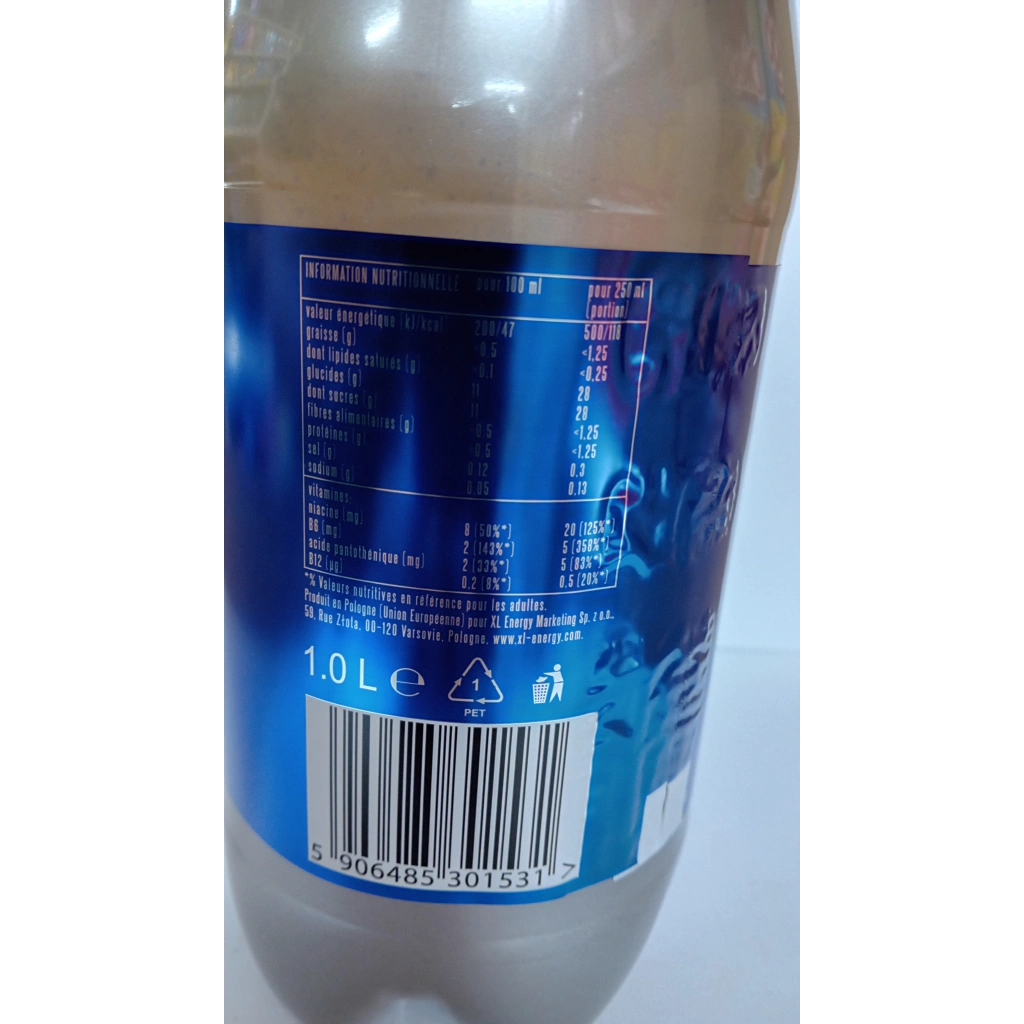 INFORMATION NUTRITIONNELLE pour 100 ml pour 250 ml (portion)
valeur énergétique (kJ/kcal) 200/47 500/118
graisse (g) <0.5 <1.25
dont lipides saturés (g) <0.1 <0.25
glucides (g) 11 28
dont sucres (g) 11 28
fibres alimentaires (g) <0.5 <1.25
protéines (g) <0.5 <1.25
sel (g) 0.12 0.3
sodium (g) 0.05 0.13
vitamines:
niacine (mg) 8 (50%*) 20 (125%*)
B6 (mg) 2 (143%*) 5 (358%*)
acide pantothénique (mg) 2 (33%*) 5 (83%*)
B12 (µg) 0.2 (8%*) 0.5 (20%*)
*% Valeurs nutritives en référence pour les adultes.
Produit en Pologne (Union Européenne) pour XL Energy Marketing Sp. z o.o.,
59, Rue Złota, 00-120 Varsovie, Pologne, www.xl-energy.com.
1.0 L ℮ 1
PET
5 906485 301531 7